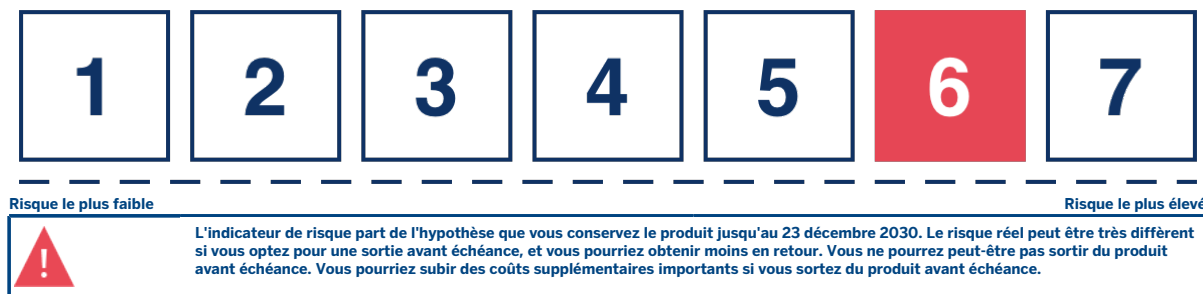 1 2 3 4 5 6 7
Risque le plus faible Risque le plus élevé
! L'indicateur de risque part de l'hypothèse que vous conservez le produit jusqu'au 23 décembre 2030. Le risque réel peut être très différent
si vous optez pour une sortie avant échéance, et vous pourriez obtenir moins en retour. Vous ne pourrez peut-être pas sortir du produit
avant échéance. Vous pourriez subir des coûts supplémentaires importants si vous sortez du produit avant échéance.